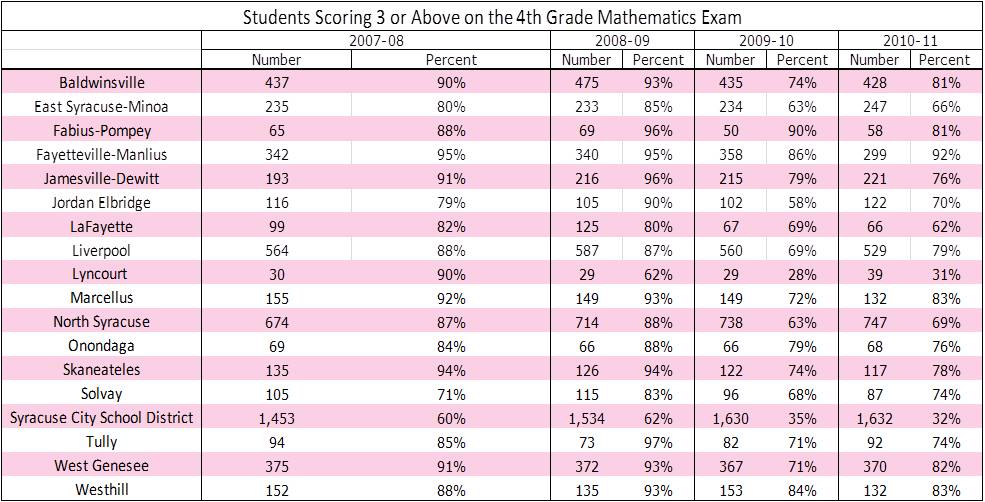 Students Scoring 3 or Above on the 4th Grade Mathematics Exam
2007-08 2008-09 2009-10 2010-11
Number Percent Number Percent Number Percent Number Percent
Baldwinsville 437 90% 475 93% 435 74% 428 81%
East Syracuse-Minoa 235 80% 233 85% 234 63% 247 66%
Fabius-Pompey 65 88% 69 96% 50 90% 58 81%
Fayetteville-Manlius 342 95% 340 95% 358 86% 299 92%
Jamesville-Dewitt 193 91% 216 96% 215 79% 221 76%
Jordan Elbridge 116 79% 105 90% 102 58% 122 70%
LaFayette 99 82% 125 80% 67 69% 66 62%
Liverpool 564 88% 587 87% 560 69% 529 79%
Lyncourt 30 90% 29 62% 29 28% 39 31%
Marcellus 155 92% 149 93% 149 72% 132 83%
North Syracuse 674 87% 714 88% 738 63% 747 69%
Onondaga 69 84% 66 88% 66 79% 68 76%
Skaneateles 135 94% 126 94% 122 74% 117 78%
Solvay 105 71% 115 83% 96 68% 87 74%
Syracuse City School District 1,453 60% 1,534 62% 1,630 35% 1,632 32%
Tully 94 85% 73 97% 82 71% 92 74%
West Genesee 375 91% 372 93% 367 71% 370 82%
Westhill 152 88% 135 93% 153 84% 132 83%